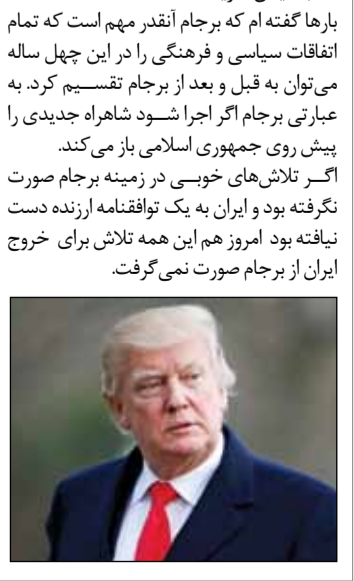 بارها گفته ام که برجام آنقدر مهم است که تمام
اتفاقات سیاسی و فرهنگی را در این چهل ساله
می‌توان به قبل و بعد از برجام تقسیم کرد. به
عبارتی برجام اگر اجرا شود شاهراه جدیدی را
پیش روی جمهوری اسلامی باز می‌کند.
اگر تلاش‌های خوبی در زمینه برجام صورت
نگرفته بود و ایران به یک توافقنامه ارزنده دست
نیافته بود امروز هم این همه تلاش برای خروج
ایران از برجام صورت نمی‌گرفت.